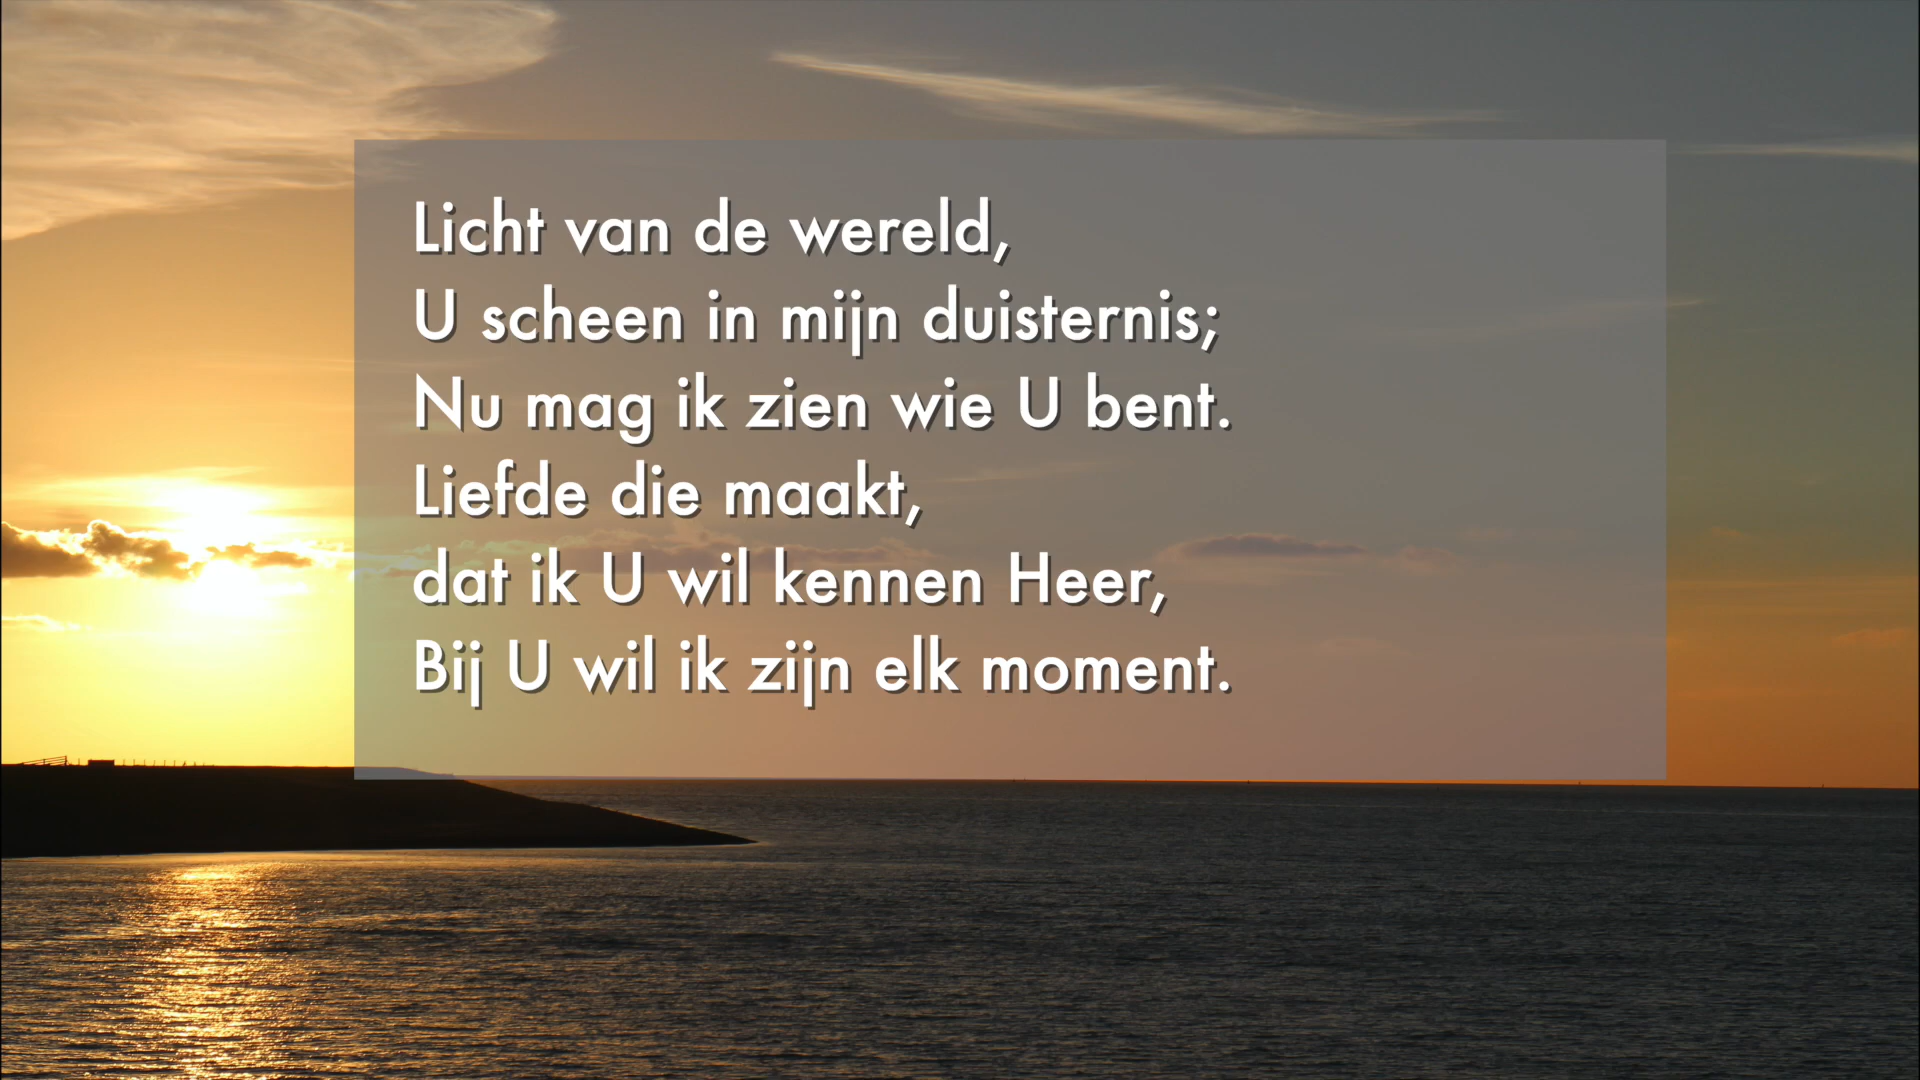 Licht van de wereld,
U scheen in mijn duisternis;
Nu mag ik zien wie U bent.
Liefde die maakt,
dat ik U wil kennen Heer,
Bij U wil ik zijn elk moment.